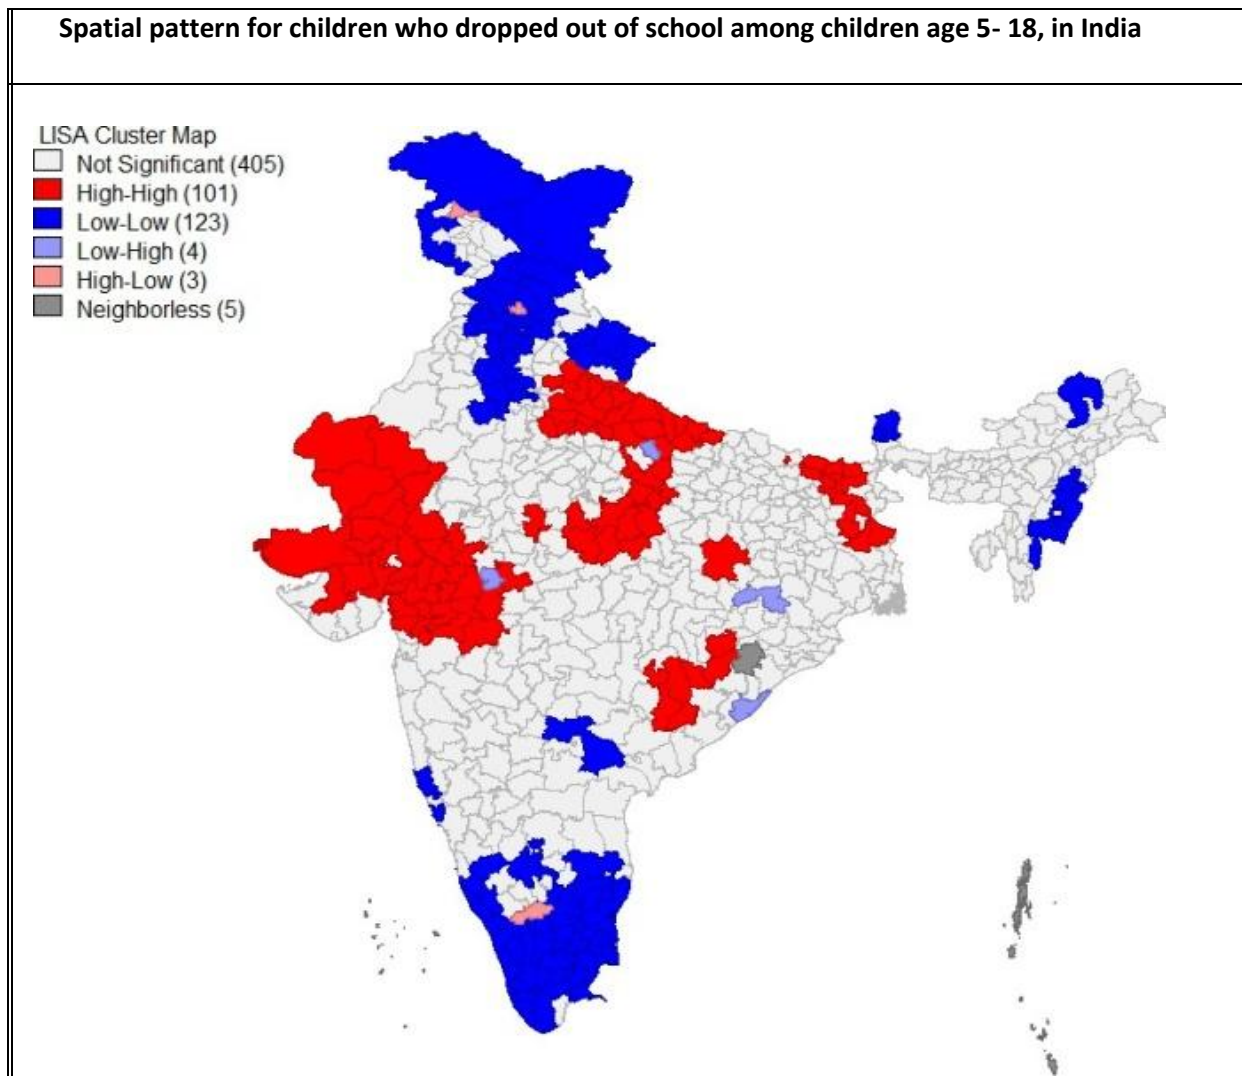 Spatial pattern for children who dropped out of school among children age 5- 18, in India
LISA Cluster Map
Not Significant (405)
High-High (101)
Low-Low (123)
Low-High (4)
High-Low (3)
Neighborless (5)